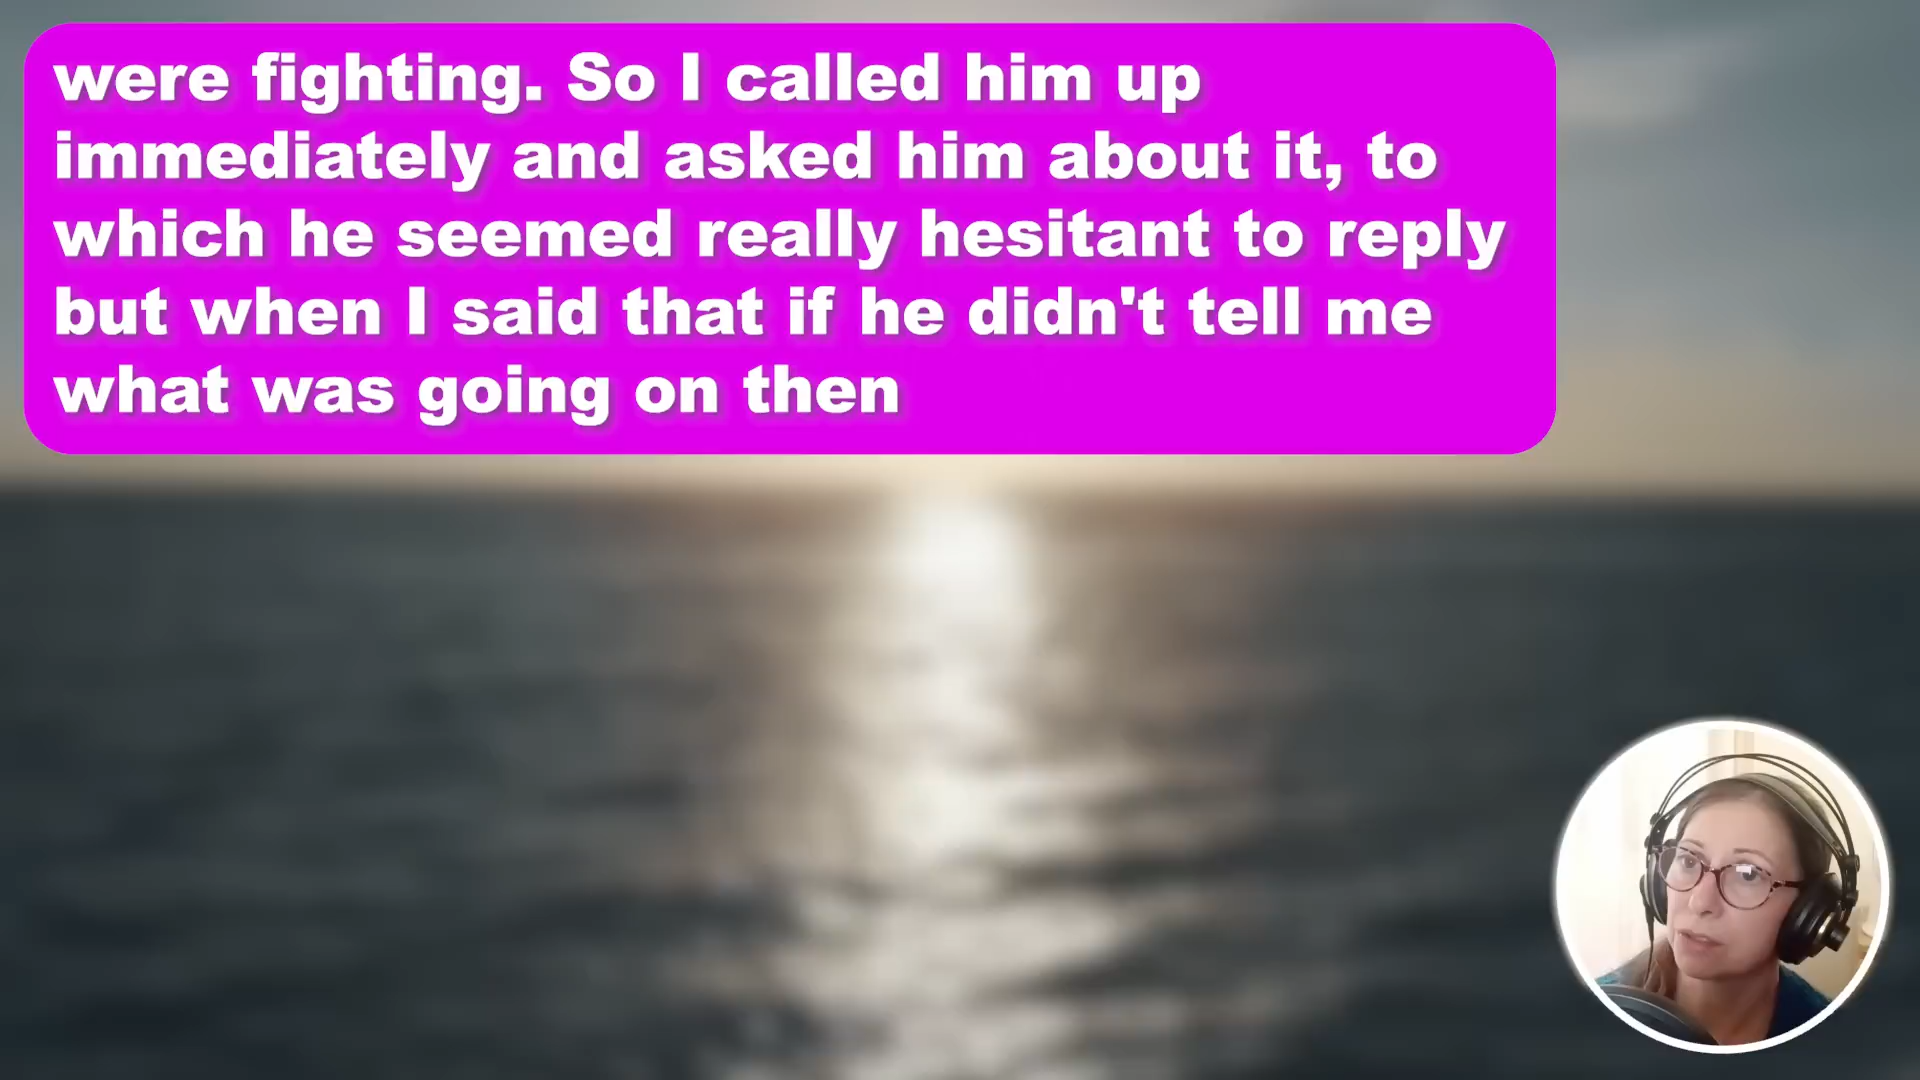 were fighting. So I called him up
immediately and asked him about it, to
which he seemed really hesitant to reply
but when I said that if he didn't tell me
what was going on then